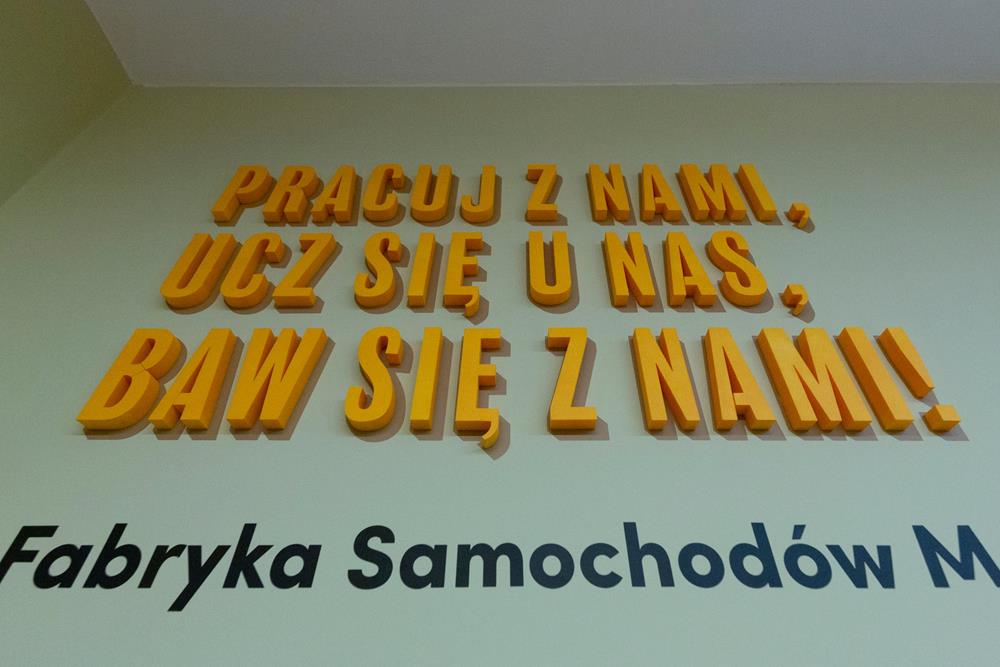 PRACUJ Z NAMI,
UCZ SIĘ U NAS,
BAW SIĘ Z NAMI!
Fabryka Samochodów M